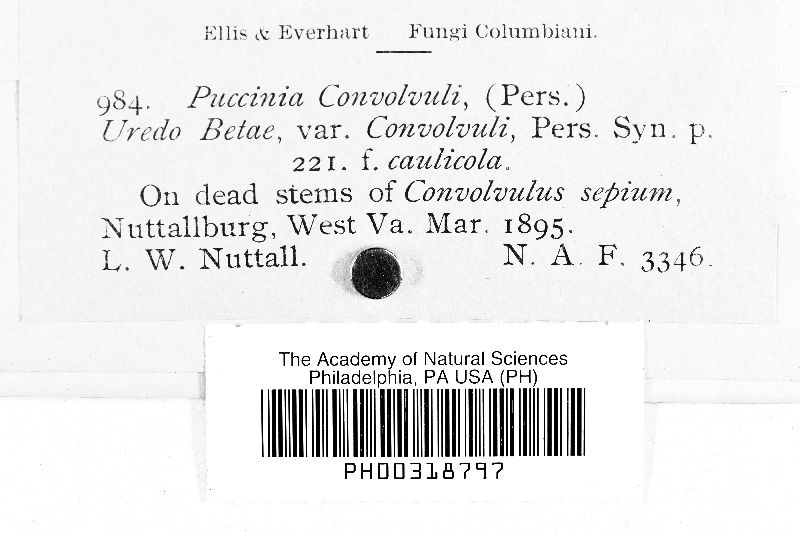 Ellis & Everhart Fungi Columbiani.
984. Puccinia Convolvuli, (Pers.)
Uredo Betae, var. Convolvuli, Pers. Syn. p.
221. f. caulicola.
On dead stems of Convolvulus sepium,
Nuttallburg, West Va. Mar. 1895.
L. W. Nuttall. N. A. F. 3346.
The Academy of Natural Sciences
Philadelphia, PA USA (PH)
PH00318797